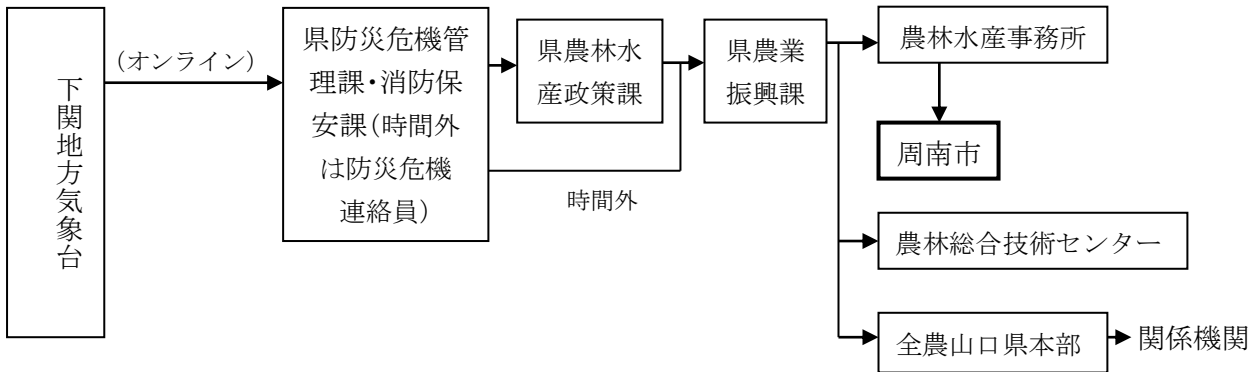 下関地方気象台
(オンライン)
県防災危機管
理課・消防保
安課(時間外
は防災危機
連絡員)
県農林水
産政策課
時間外
県農業
振興課
農林水産事務所
周南市
農林総合技術センター
全農山口県本部
関係機関